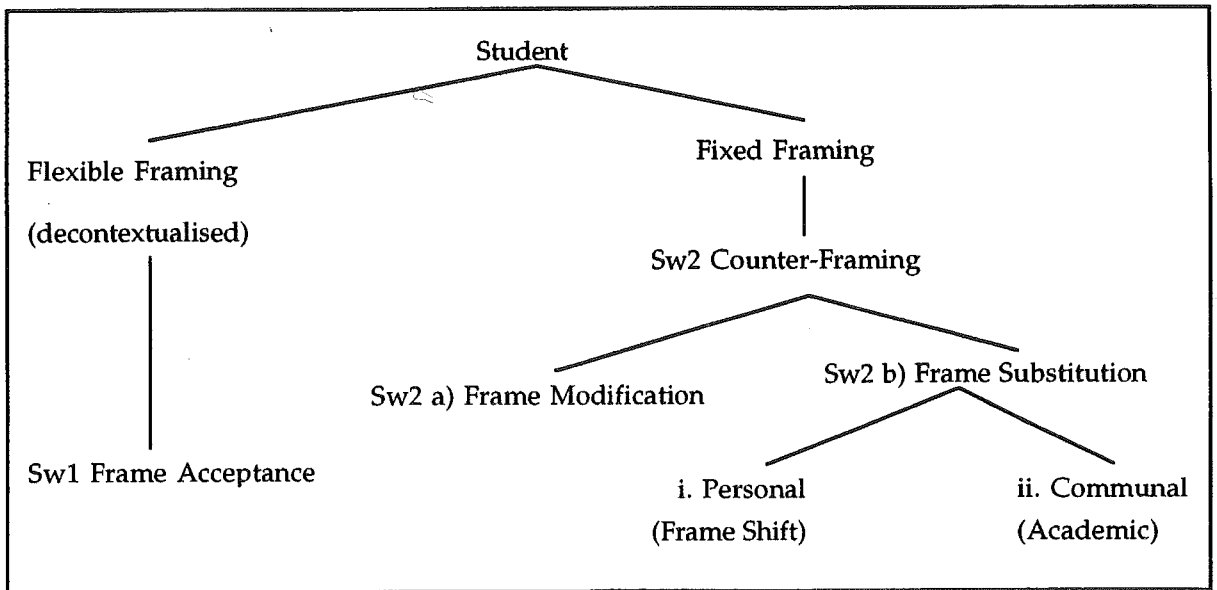 Student
Flexible Framing
(decontextualised)
Fixed Framing
Sw2 Counter-Framing
Sw2 a) Frame Modification
Sw2 b) Frame Substitution
Sw1 Frame Acceptance
i. Personal
(Frame Shift)
ii. Communal
(Academic)